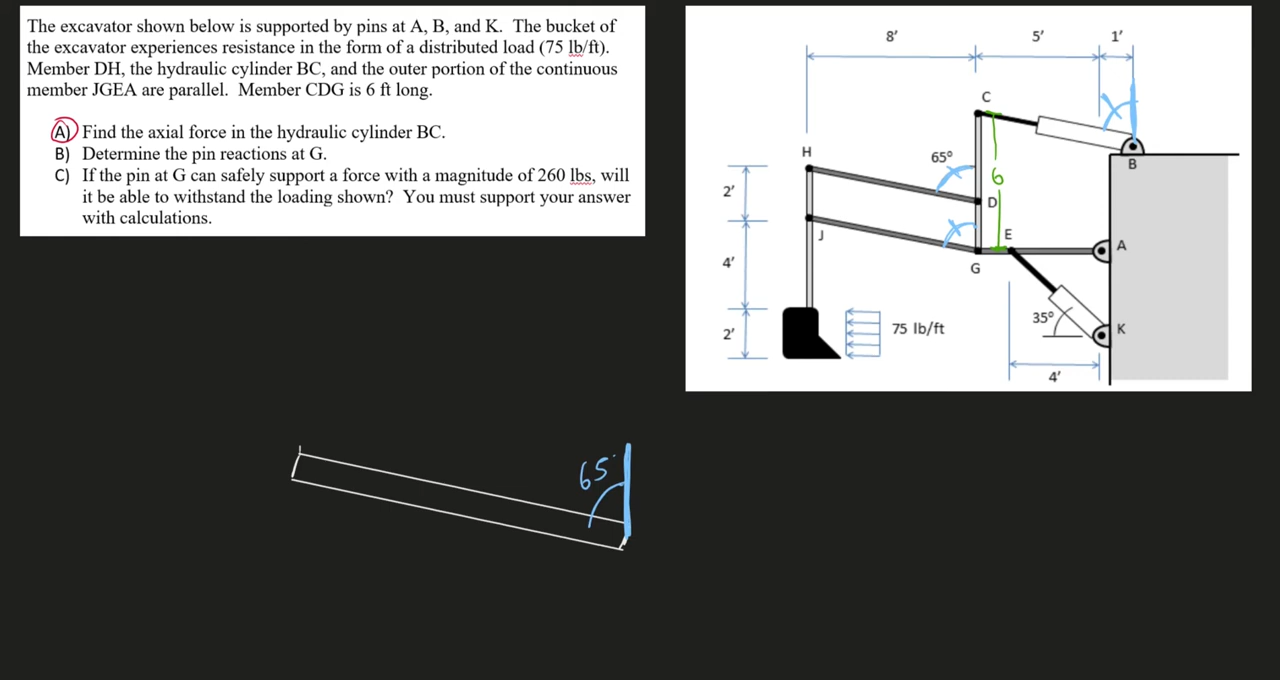 The excavator shown below is supported by pins at A, B, and K. The bucket of
the excavator experiences resistance in the form of a distributed load (75 lb/ft).
Member DH, the hydraulic cylinder BC, and the outer portion of the continuous
member JGEA are parallel. Member CDG is 6 ft long.
A) Find the axial force in the hydraulic cylinder BC.
B) Determine the pin reactions at G.
C) If the pin at G can safely support a force with a magnitude of 260 lbs, will
it be able to withstand the loading shown? You must support your answer
with calculations.
8' 5' 1'
C
H
65°
B
6
2'
D
J
E
A
4'
G
35°
K
2'
75 lb/ft
4'
65°